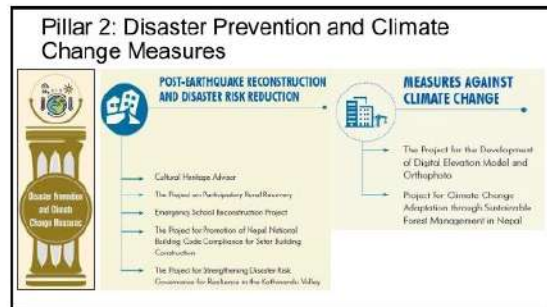 Pillar 2: Disaster Prevention and Climate
Change Measures
Disaster Prevention
and Climate
Change Measures
POST-EARTHQUAKE RECONSTRUCTION
AND DISASTER RISK REDUCTION
Cultural Heritage Advisor
The Project on Participatory Rural Recovery
Emergency School Reconstruction Project
The Project for Promotion of Nepal National
Building Code Compliance for Safer Building
Construction
The Project for Strengthening Disaster Risk
Governance for Resilience in the Kathmandu Valley
MEASURES AGAINST
CLIMATE CHANGE
The Project for the Development
of Digital Elevation Model and
Orthophoto
Project for Climate Change
Adaptation through Sustainable
Forest Management in Nepal